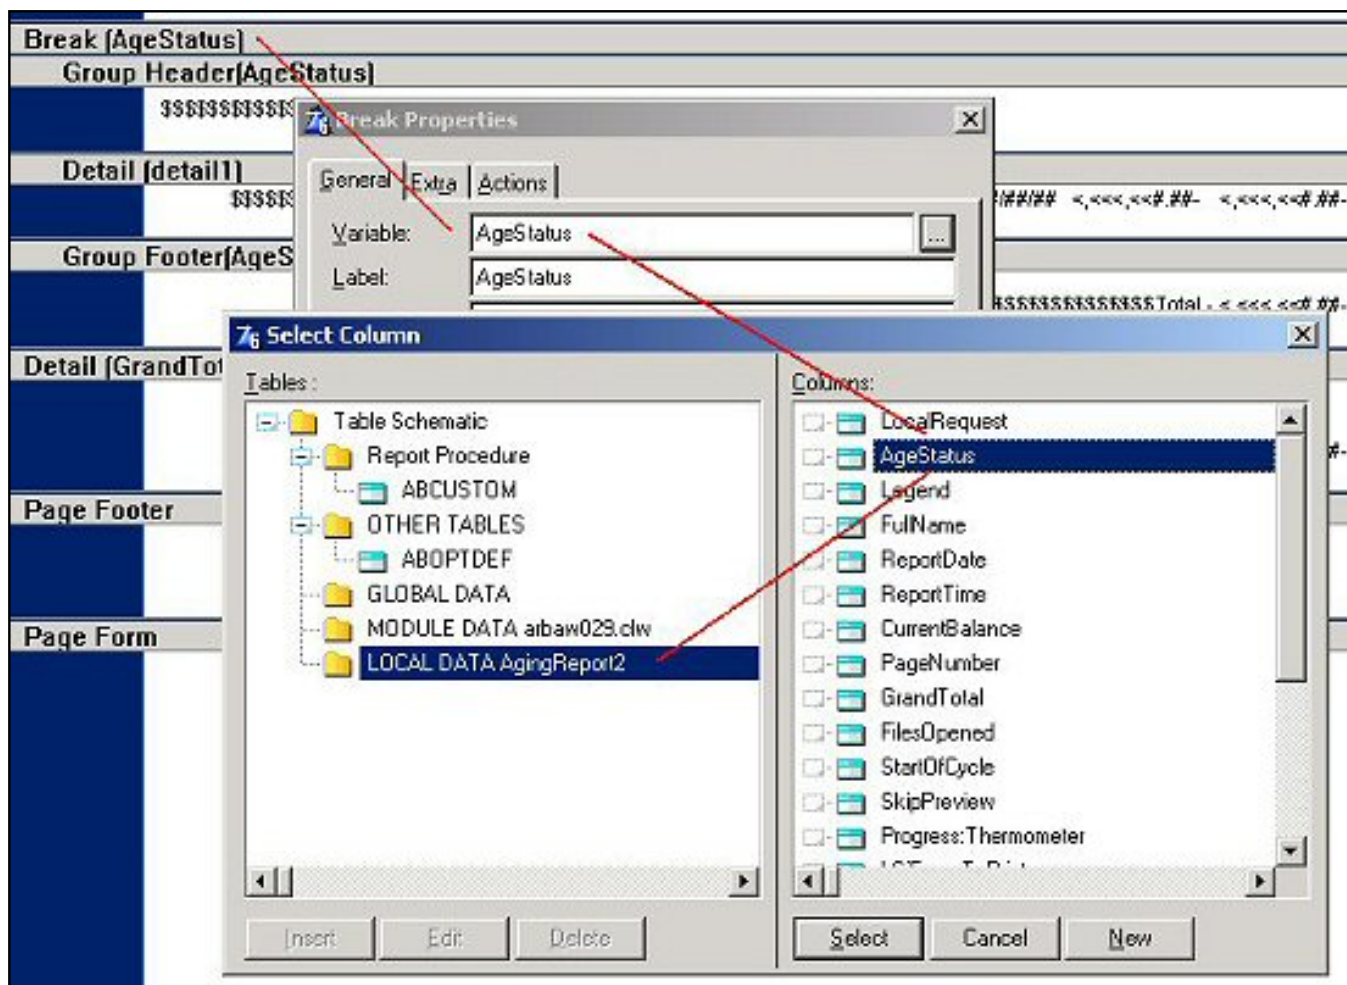 Break (AgeStatus)
Group Header(AgeStatus)
$$$$$$$$$$$$
Break Properties
Detail (detail1)
General Extra Actions
$$$$$
#/##/## <,<<<,<<#.##- <,<<<,<<#.##-
Variable: AgeStatus ...
Group Footer(AgeS
Label: AgeStatus
$$$$$$$$$$$$$$$Total - <,<<<,<<#.##-
Select Column
Detail (GrandTot
Tables :
Table Schematic
Report Procedure
ABCUSTOM
OTHER TABLES
ABOPTDEF
GLOBAL DATA
MODULE DATA arbaw029.clw
LOCAL DATA AgingReport2
Columns:
LocalRequest
AgeStatus
Legend
FullName
ReportDate
ReportTime
CurrentBalance
PageNumber
GrandTotal
FilesOpened
StartOfCycle
SkipPreview
Progress:Thermometer
#-
Page Footer
Page Form
Insert Edit Delete
Select Cancel New